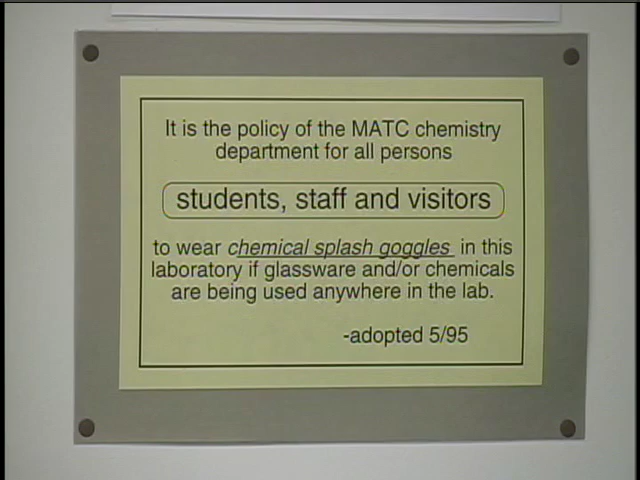 It is the policy of the MATC chemistry
department for all persons
students, staff and visitors
to wear chemical splash goggles in this
laboratory if glassware and/or chemicals
are being used anywhere in the lab.
-adopted 5/95